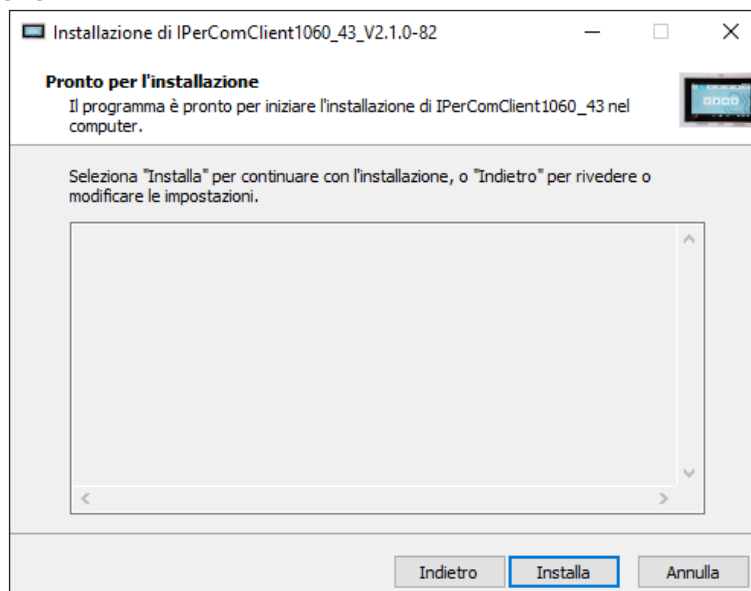 Installazione di IPerComClient1060_43_V2.1.0-82
Pronto per l'installazione
Il programma è pronto per iniziare l'installazione di IPerComClient1060_43 nel
computer.
Seleziona "Installa" per continuare con l'installazione, o "Indietro" per rivedere o
modificare le impostazioni.
Indietro Installa Annulla